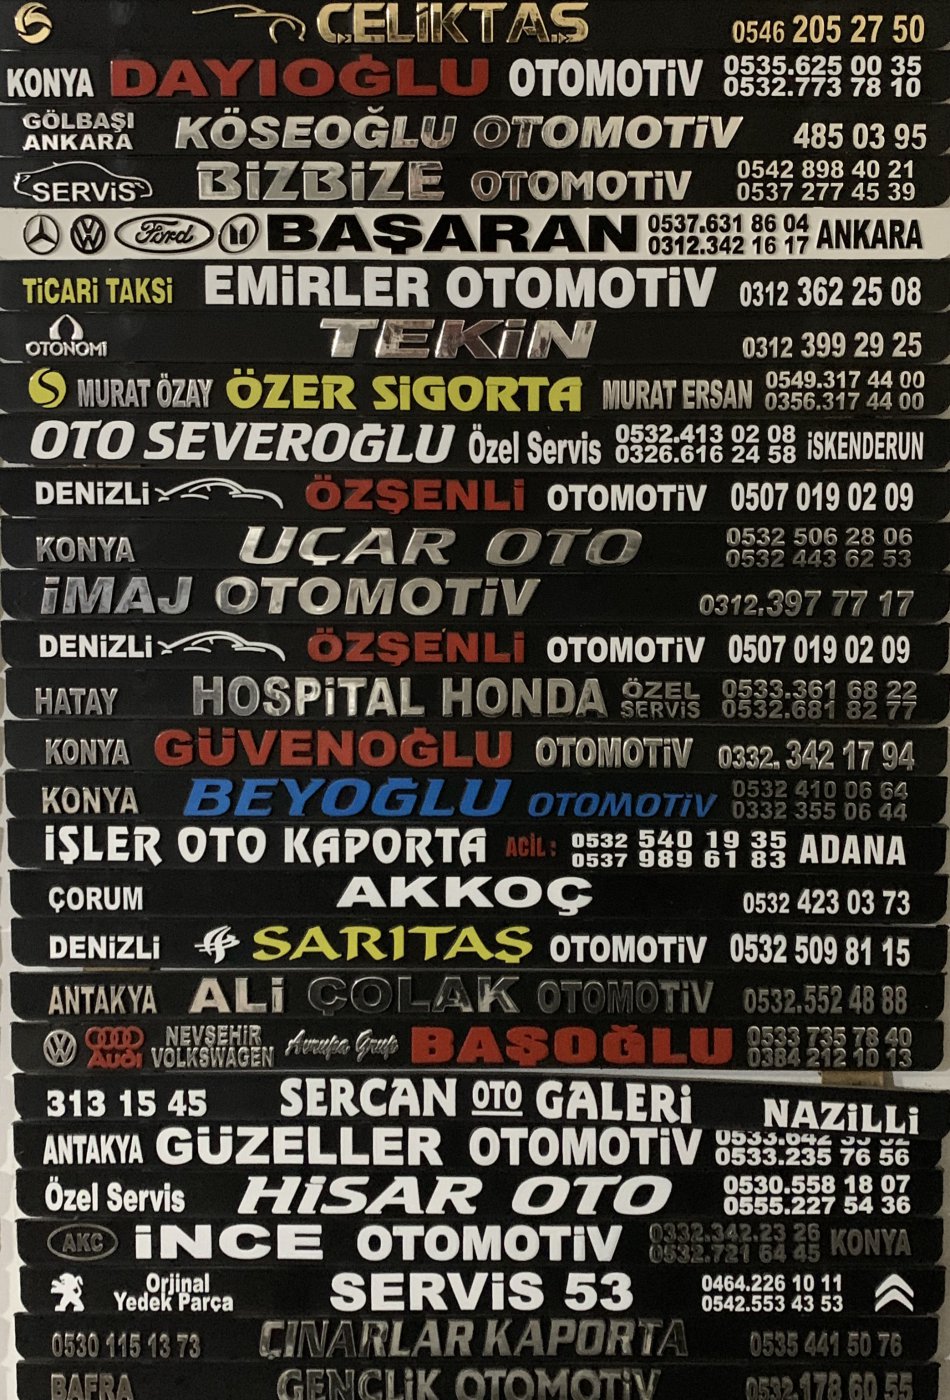 ÇELİKTAŞ 0546 205 27 50
KONYA DAYIOĞLU OTOMOTİV 0535.625 00 35
0532.773 78 10
GÖLBAŞI
ANKARA KÖSEOĞLU OTOMOTİV 485 03 95
SERVİS BİZBİZE OTOMOTİV 0542 898 40 21
0537 277 45 39
Ford BAŞARAN 0537.631 86 04
0312.342 16 17 ANKARA
TİCARİ TAKSİ EMİRLER OTOMOTİV 0312 362 25 08
OTONOMİ TEKİN 0312 399 29 25
MURAT ÖZAY ÖZER SİGORTA MURAT ERSAN 0549.317 44 00
0356.317 44 00
OTO SEVEROĞLU Özel Servis 0532.413 02 08
0326.616 24 58 İSKENDERUN
DENİZLİ ÖZŞENLİ OTOMOTİV 0507 019 02 09
KONYA UÇAR OTO 0532 506 28 06
0532 443 62 53
İMAJ OTOMOTİV 0312.397 77 17
DENİZLİ ÖZŞENLİ OTOMOTİV 0507 019 02 09
HATAY HOSPİTAL HONDA ÖZEL
SERVİS 0533.361 68 22
0532.681 82 77
KONYA GÜVENOĞLU OTOMOTİV 0332. 342 17 94
KONYA BEYOĞLU OTOMOTİV 0532 410 06 64
0332 355 06 44
İŞLER OTO KAPORTA ACİL: 0532 540 19 35
0537 989 61 83 ADANA
ÇORUM AKKOÇ 0532 423 03 73
DENİZLİ SARITAŞ OTOMOTİV 0532 509 81 15
ANTAKYA ALİ ÇOLAK OTOMOTİV 0532.552 48 88
Audi NEVŞEHİR
VOLKSWAGEN Avrupa Grup BAŞOĞLU 0533 735 78 40
0384 212 10 13
313 15 45 SERCAN OTO GALERİ NAZİLLİ
ANTAKYA GÜZELLER OTOMOTİV
0533.235 76 56
Özel Servis HİSAR OTO 0530.558 18 07
0555.227 54 36
AKC İNCE OTOMOTİV 0332.342.23 26
0532.721 64 45 KONYA
Orjinal
Yedek Parça SERVİS 53 0464.226 10 11
0542.553 43 53
0530 115 13 73 ÇINARLAR KAPORTA 0535 441 50 76
BAFRA GENÇLİK OTOMOTİV 0532 178 60 55